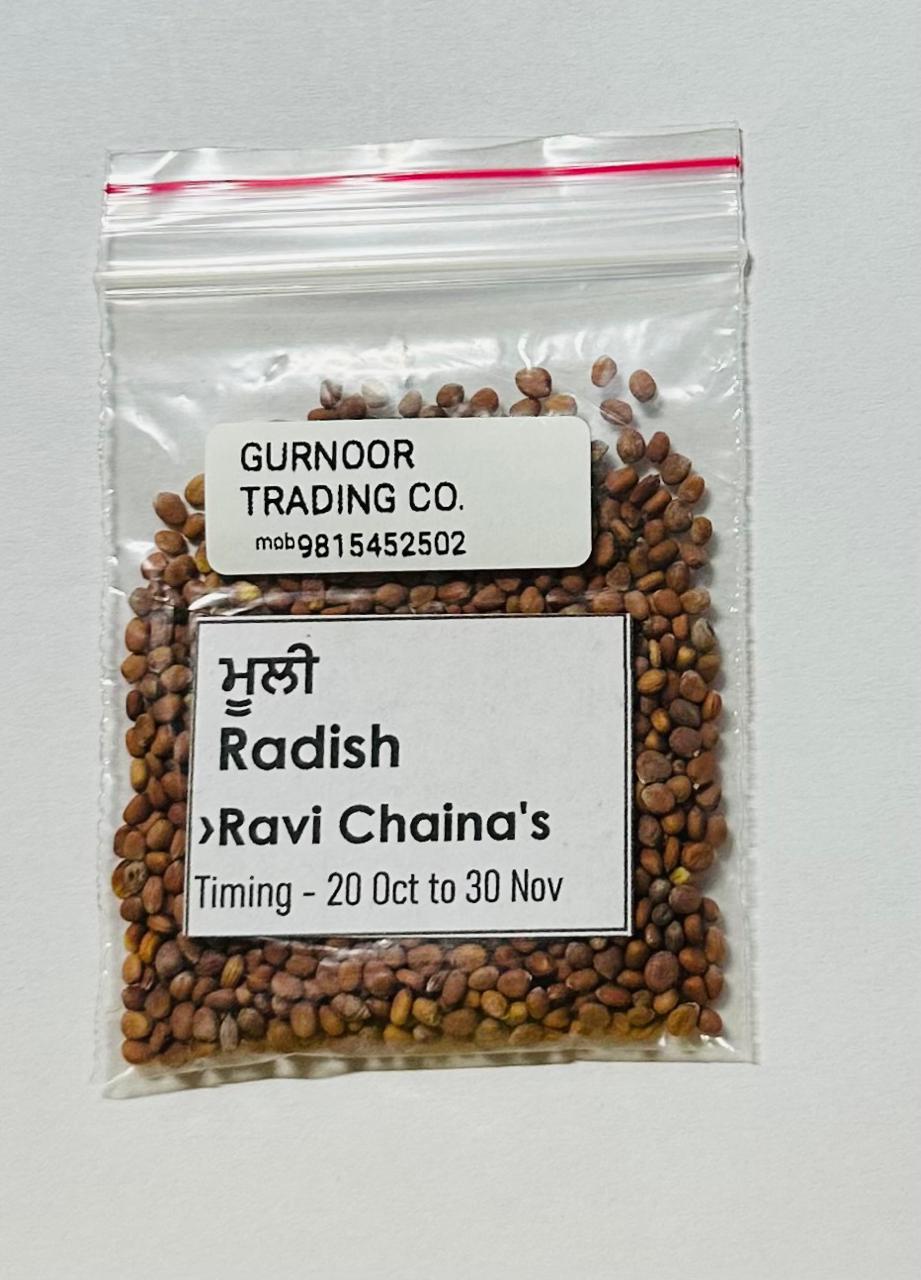 GURNOOR
TRADING CO.
mob9815452502
ਮੂਲੀ
Radish
›Ravi Chaina's
Timing - 20 Oct to 30 Nov